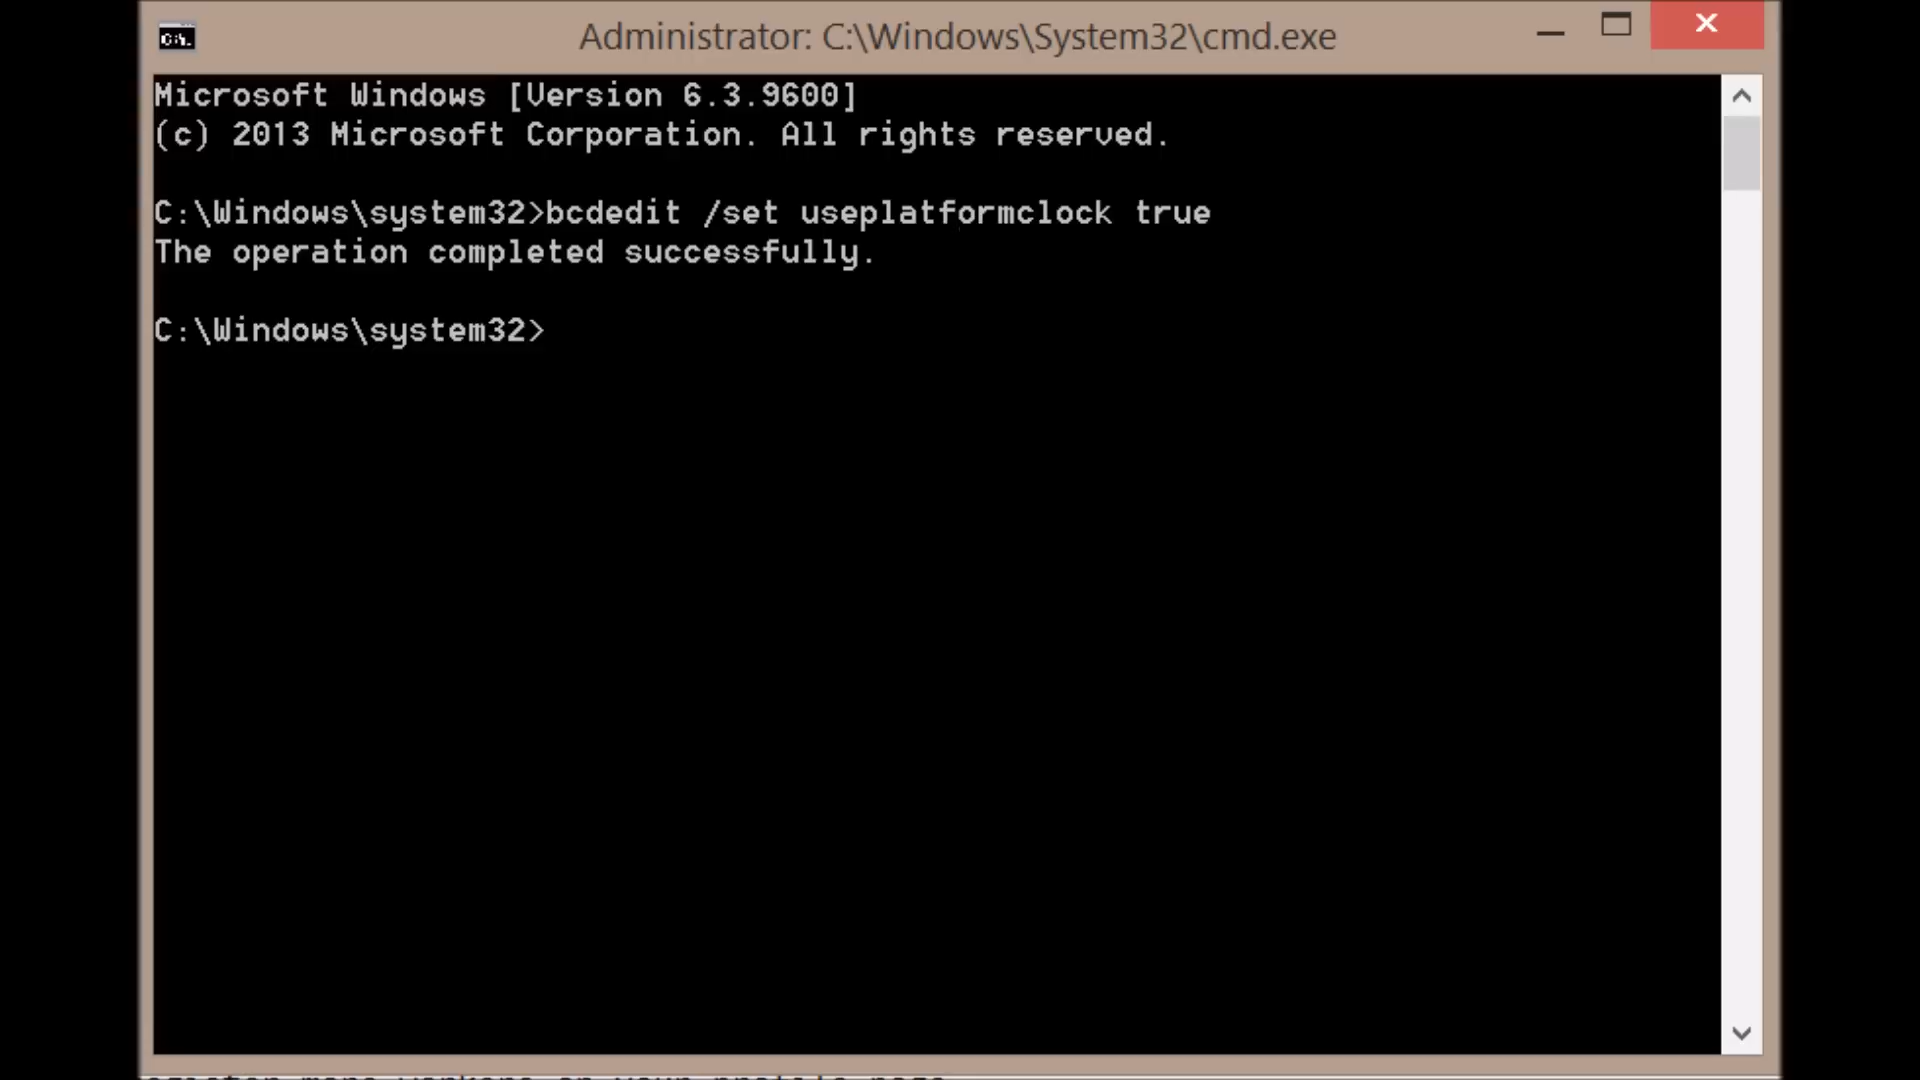 Administrator: C:\Windows\System32\cmd.exe
Microsoft Windows [Version 6.3.9600]
(c) 2013 Microsoft Corporation. All rights reserved.
C:\Windows\system32>bcdedit /set useplatformclock true
The operation completed successfully.
C:\Windows\system32>